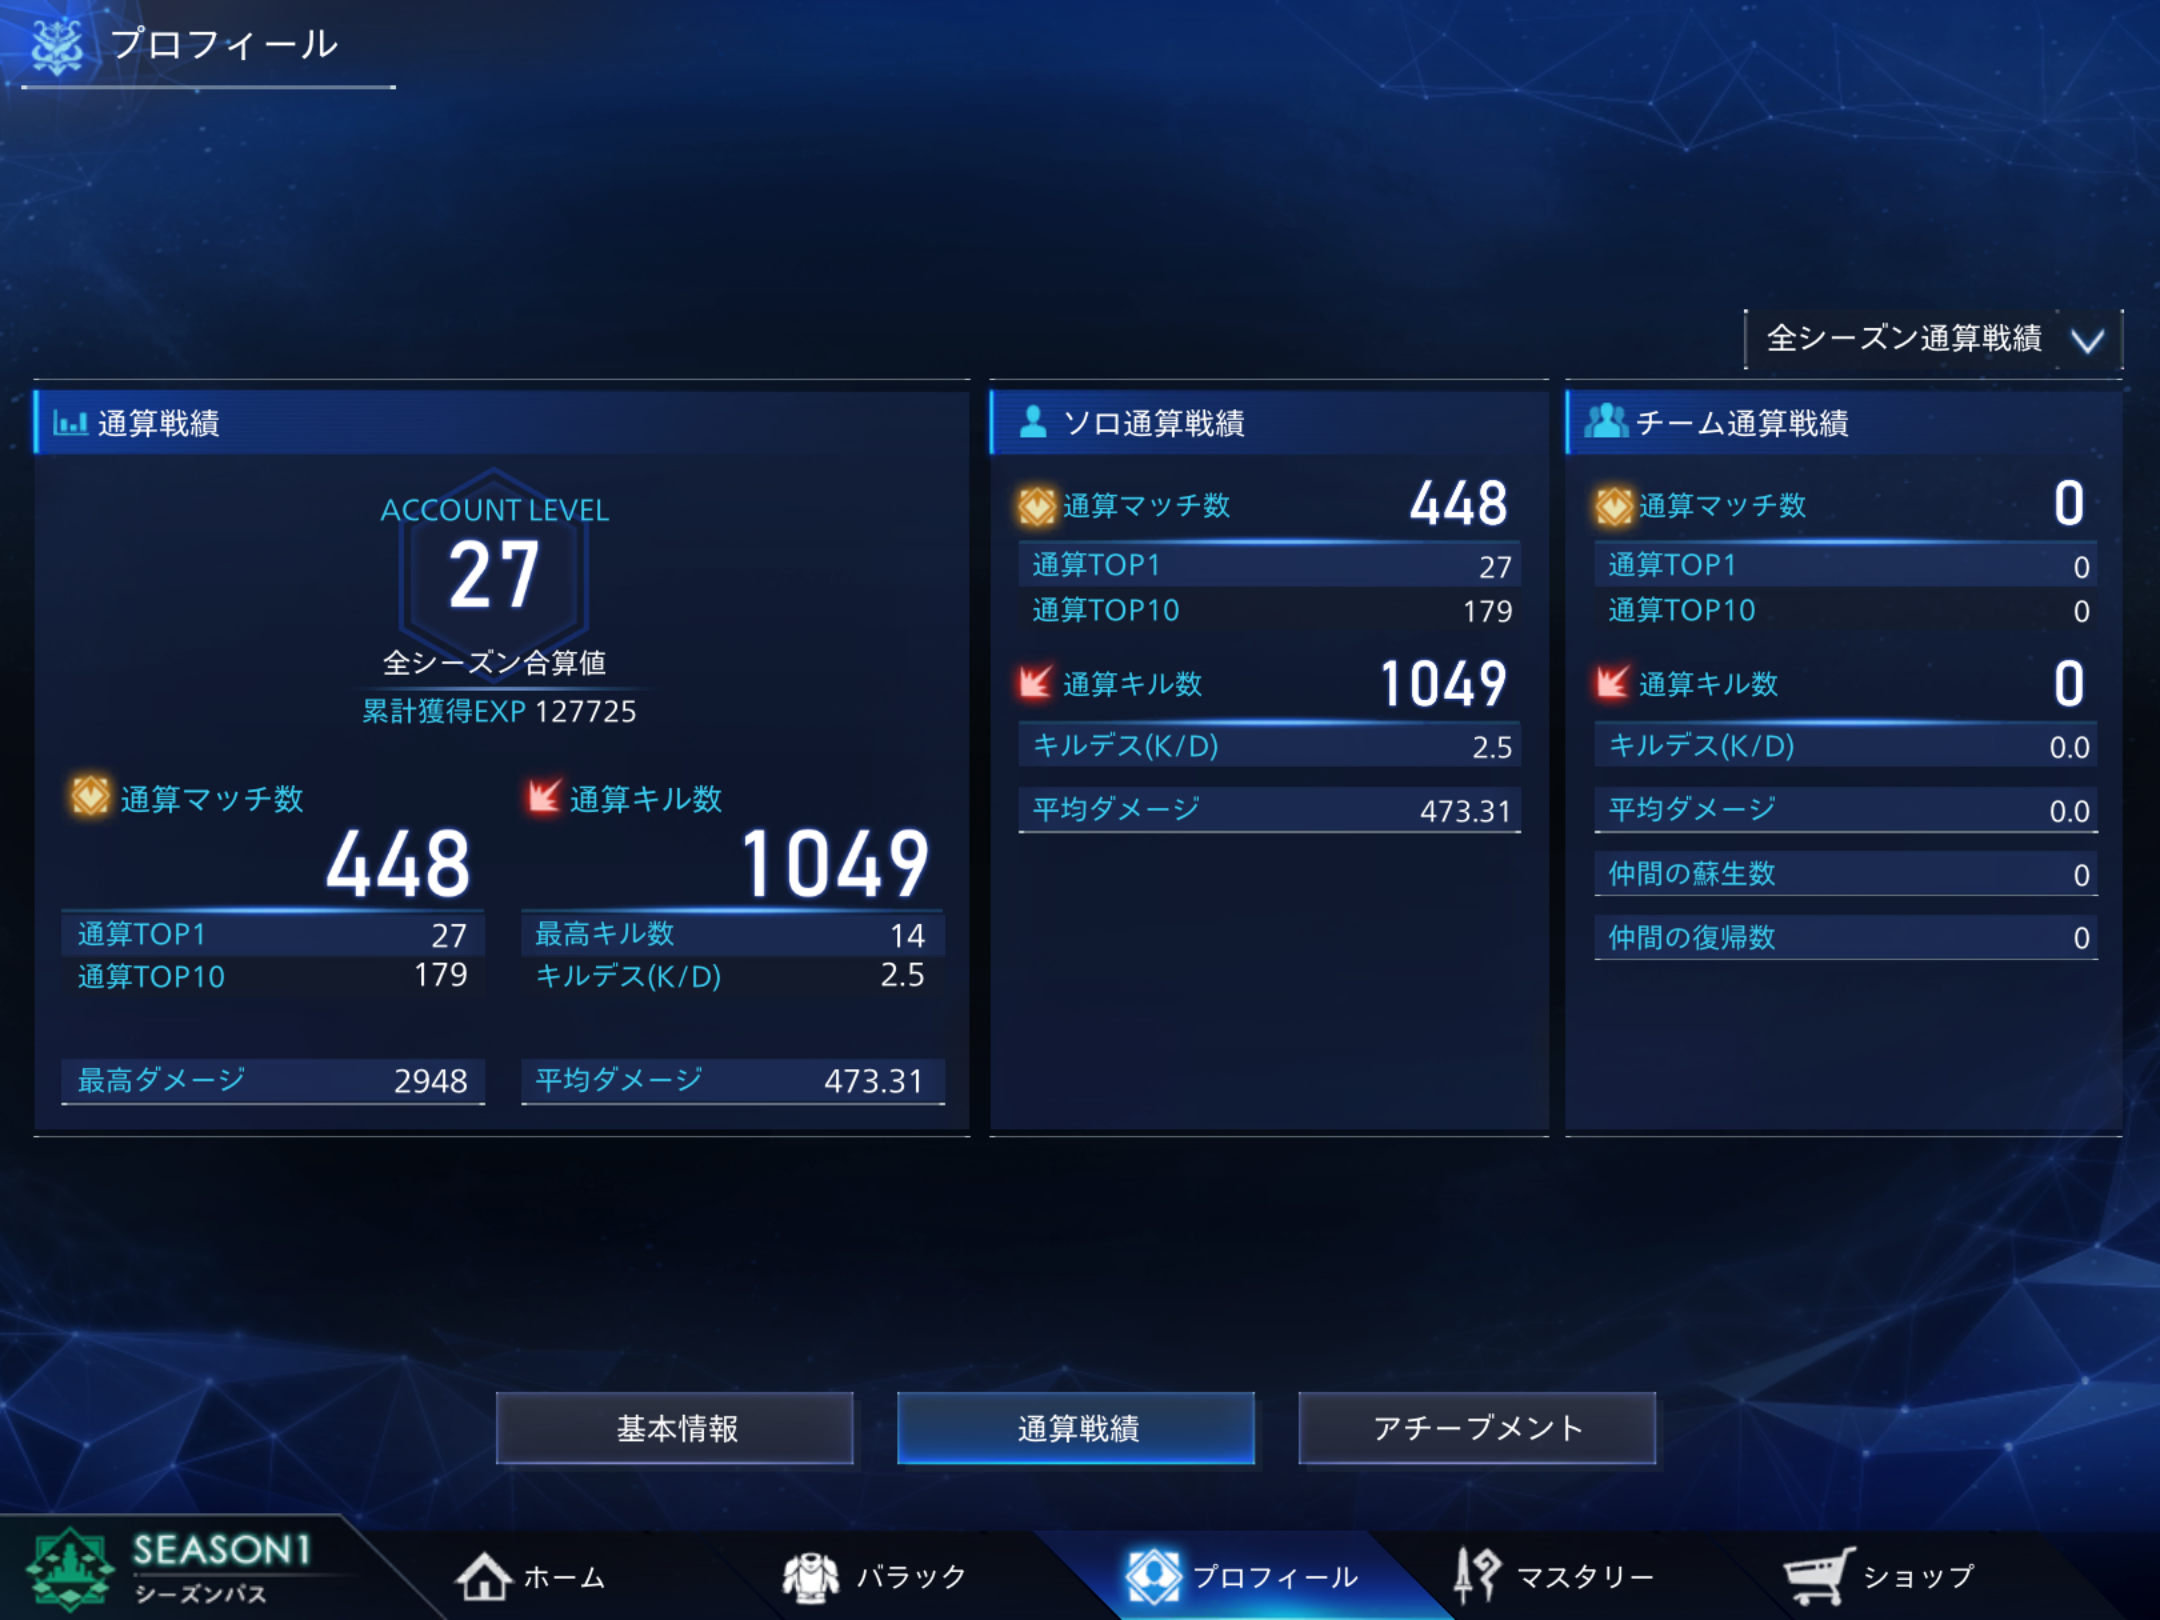 プロフィール
全シーズン通算戦績
通算戦績
ACCOUNT LEVEL
27
全シーズン合算値
累計獲得EXP 127725
通算マッチ数
448
通算TOP1 27
通算TOP10 179
最高ダメージ 2948
通算キル数
1049
最高キル数 14
キルデス(K/D) 2.5
平均ダメージ 473.31
ソロ通算戦績
通算マッチ数 448
通算TOP1 27
通算TOP10 179
通算キル数 1049
キルデス(K/D) 2.5
平均ダメージ 473.31
チーム通算戦績
通算マッチ数 0
通算TOP1 0
通算TOP10 0
通算キル数 0
キルデス(K/D) 0.0
平均ダメージ 0.0
仲間の蘇生数 0
仲間の復帰数 0
基本情報 通算戦績 アチーブメント
SEASON1
シーズンパス
ホーム バラック プロフィール マスタリー ショップ